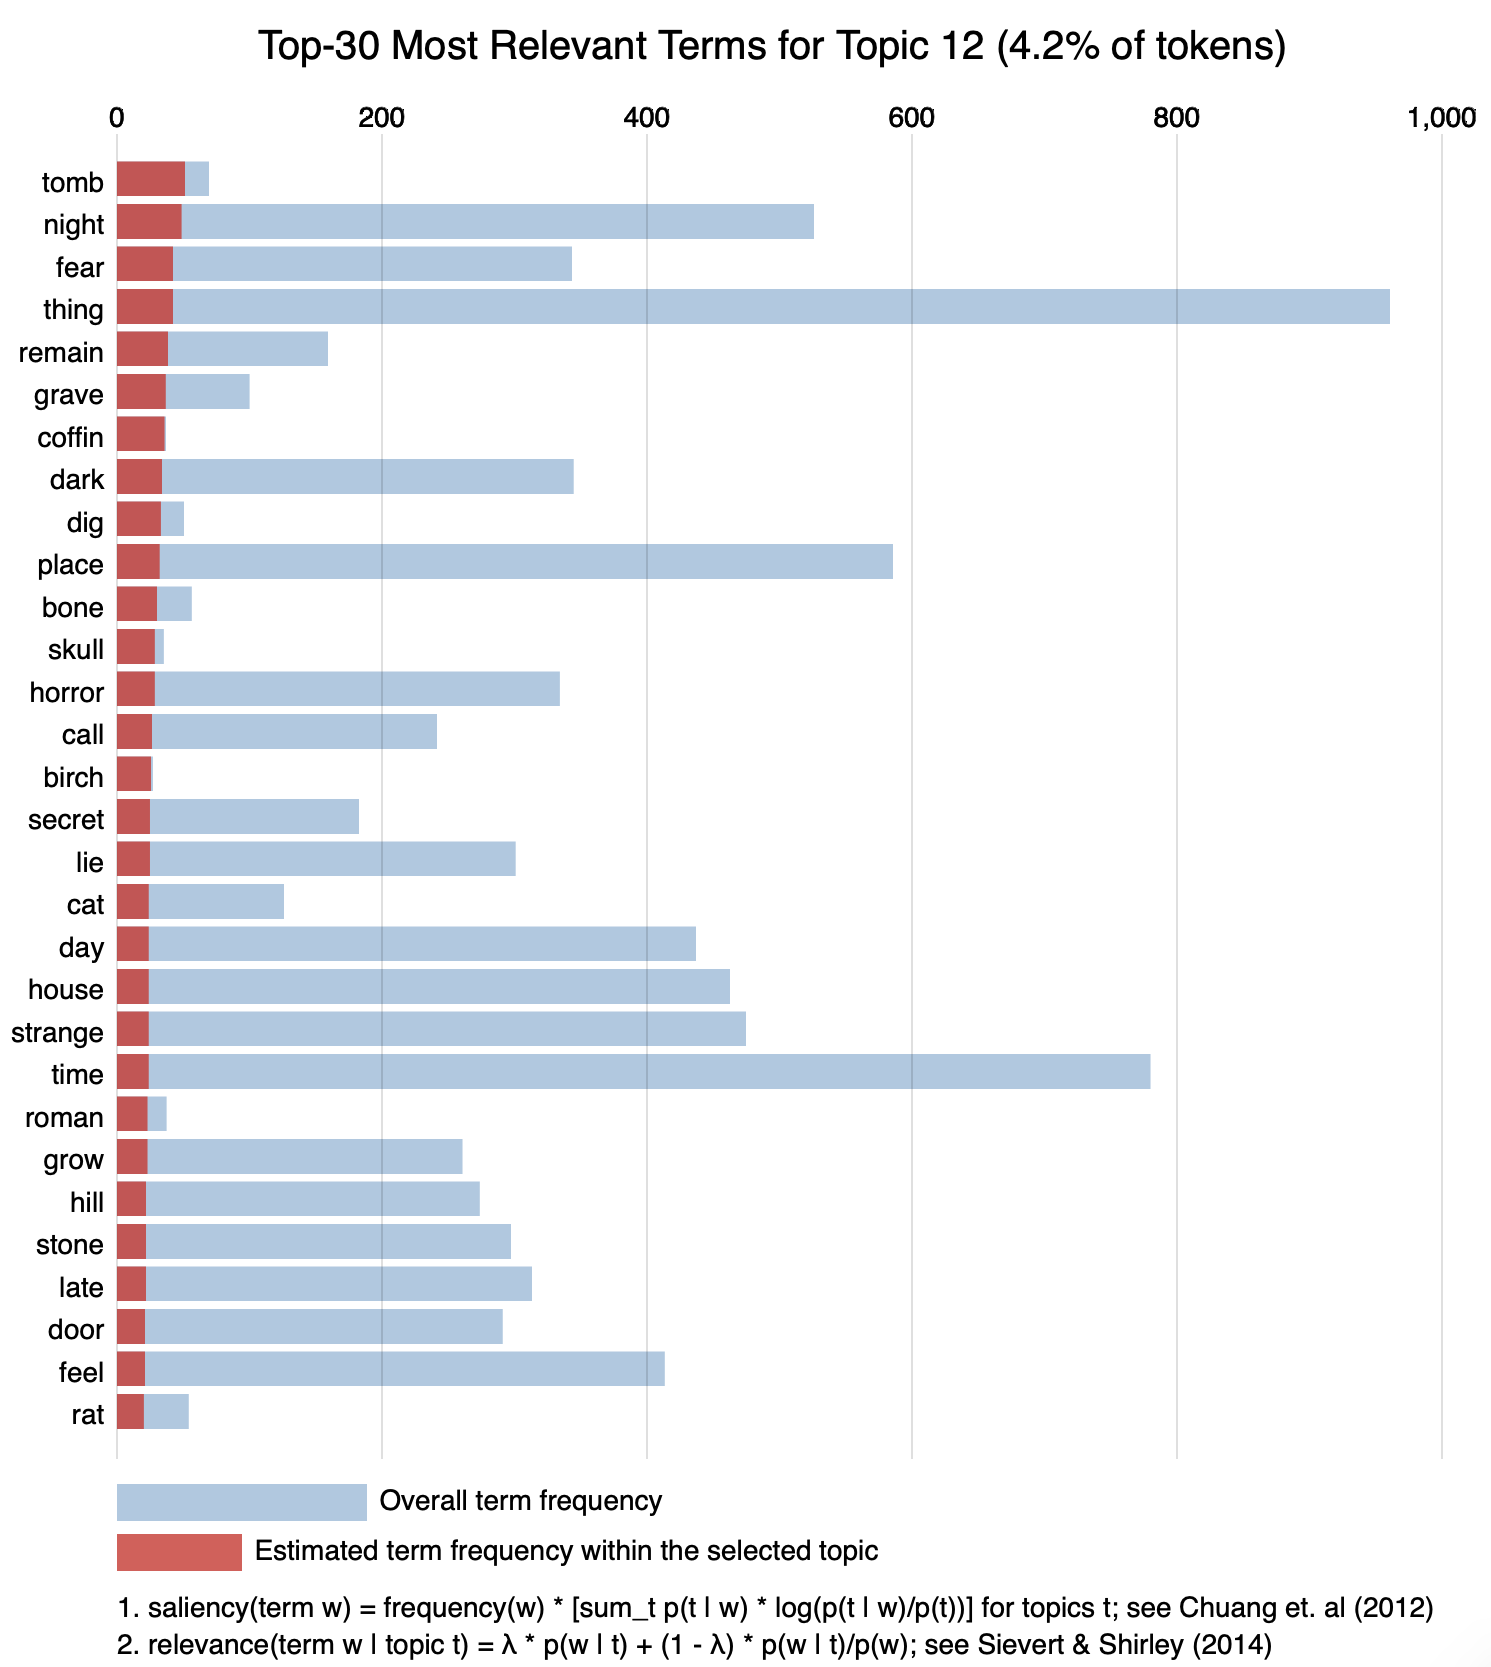 Top-30 Most Relevant Terms for Topic 12 (4.2% of tokens)
0 200 400 600 800 1,000
tomb
night
fear
thing
remain
grave
coffin
dark
dig
place
bone
skull
horror
call
birch
secret
lie
cat
day
house
strange
time
roman
grow
hill
stone
late
door
feel
rat
Overall term frequency
Estimated term frequency within the selected topic
1. saliency(term w) = frequency(w) * [sum_t p(t | w) * log(p(t | w)/p(t))] for topics t; see Chuang et. al (2012)
2. relevance(term w | topic t) = λ * p(w | t) + (1 - λ) * p(w | t)/p(w); see Sievert & Shirley (2014)